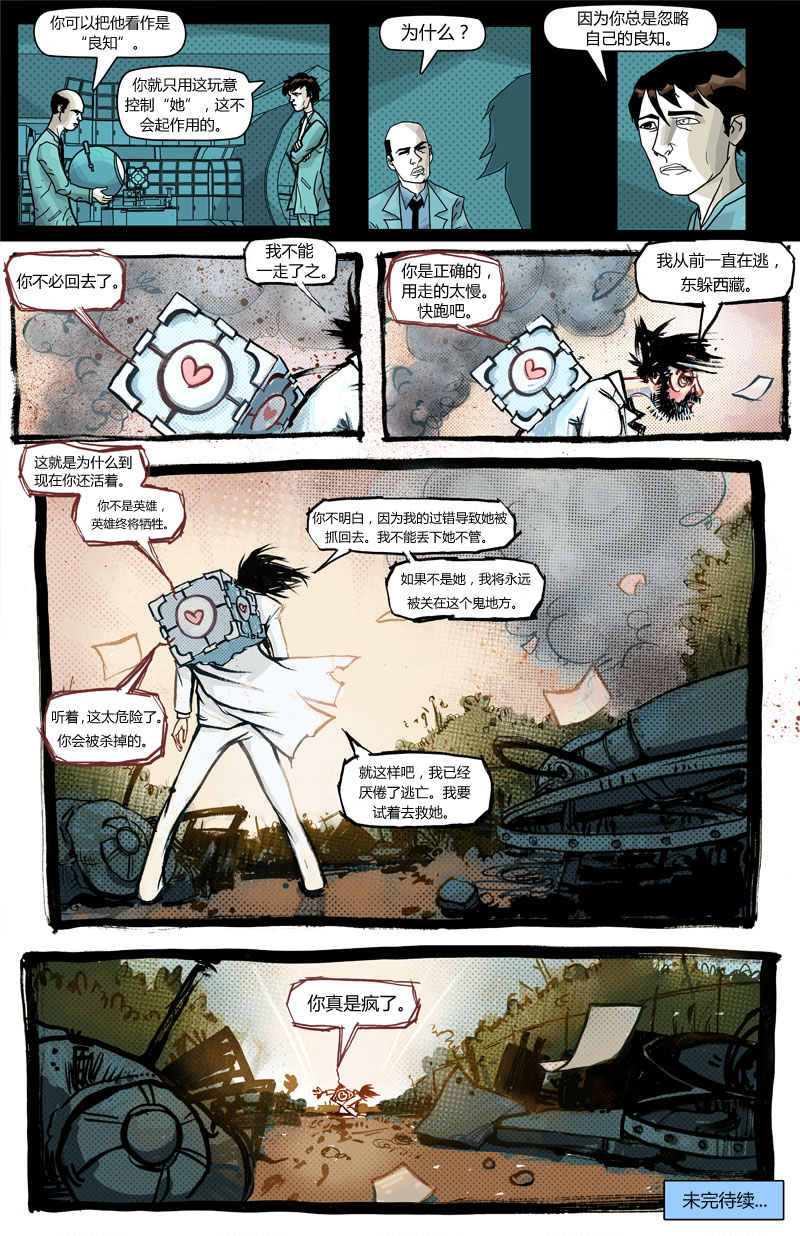 你可以把他看作是
“良知”。
你就只用这玩意
控制“她”，这不
会起作用的。
为什么？
因为你总是忽略
自己的良知。
你不必回去了。
我不能
一走了之。
你是正确的，
用走的太慢。
快跑吧。
我从前一直在逃，
东躲西藏。
这就是为什么到
现在你还活着。
你不是英雄，
英雄终将牺牲。
你不明白，因为我的过错导致她被
抓回去。我不能丢下她不管。
如果不是她，我将永远
被关在这个鬼地方。
听着，这太危险了。
你会被杀掉的。
就这样吧，我已经
厌倦了逃亡。我要
试着去救她。
你真是疯了。
未完待续...